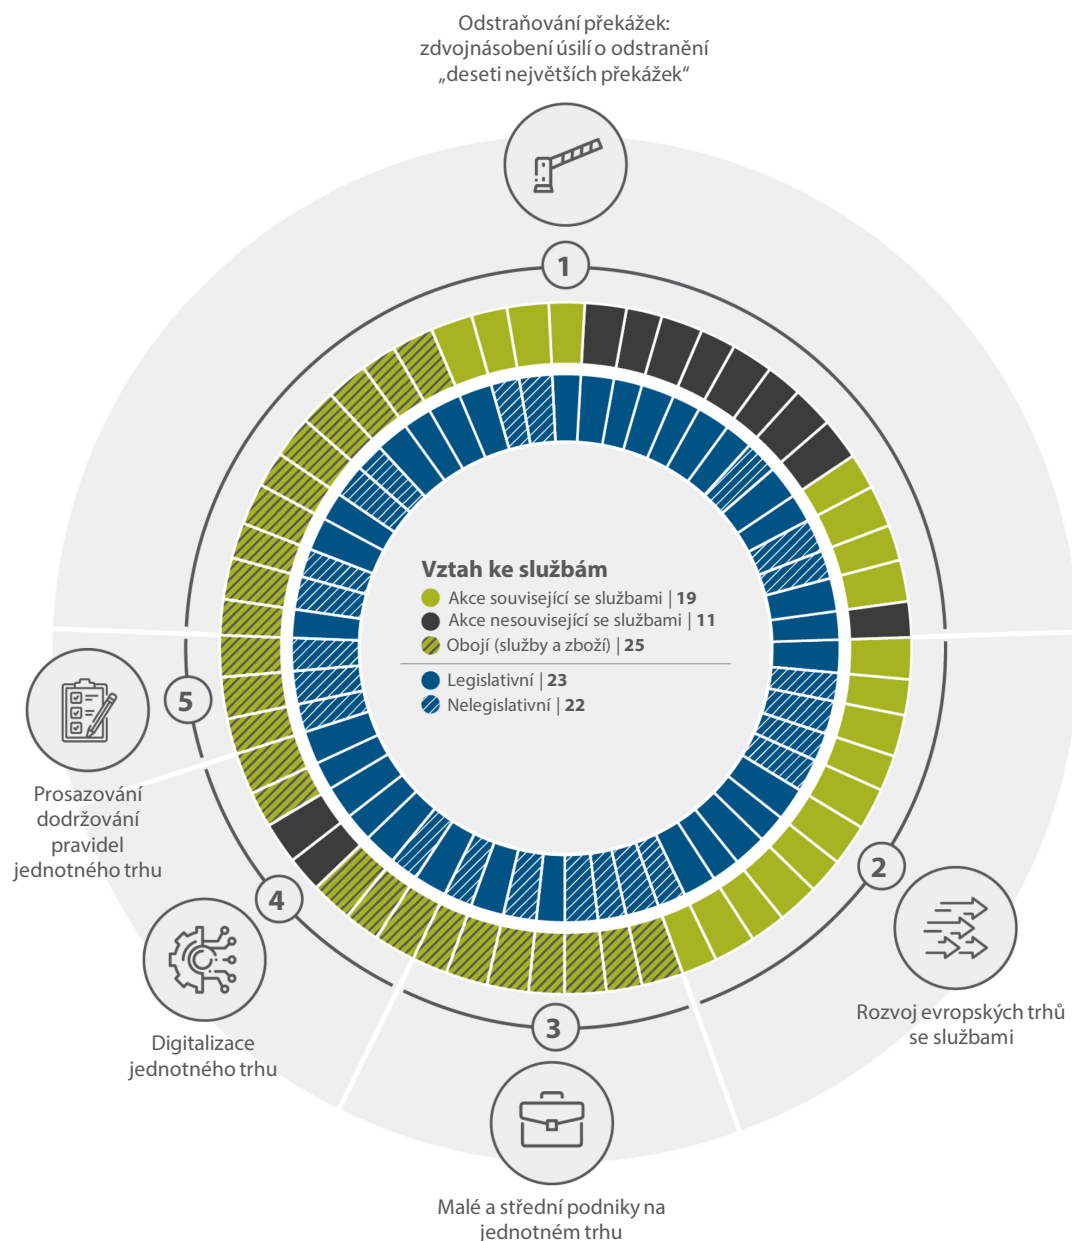 Odstraňování překážek:
zdvojnásobení úsilí o odstranění
„deseti největších překážek“
1
Vztah ke službám
Akce související se službami | 19
Akce nesouvisející se službami | 11
Obojí (služby a zboží) | 25
Legislativní | 23
Nelegislativní | 22
5
Prosazování
dodržování
pravidel
jednotného trhu
2
Rozvoj evropských trhů
se službami
4
Digitalizace
jednotného trhu
3
Malé a střední podniky na
jednotném trhu